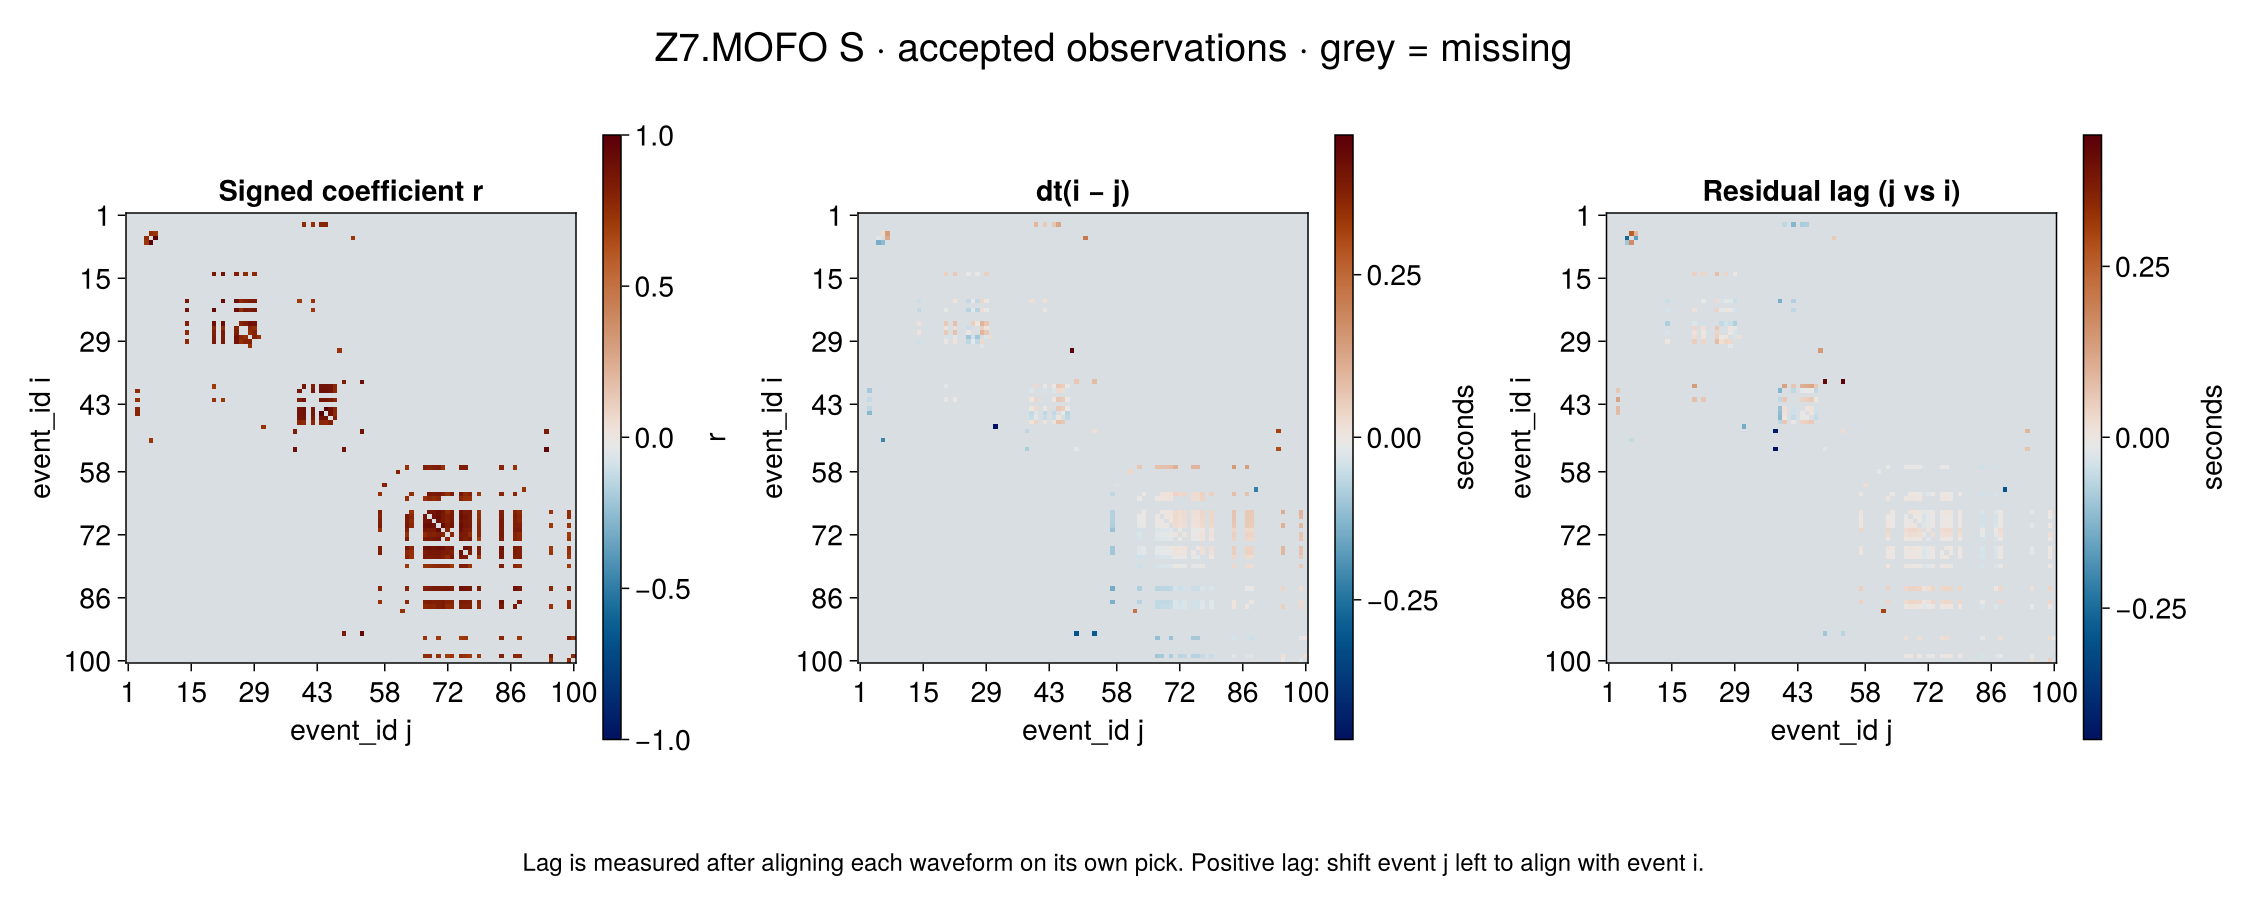 Z7.MOFO S · accepted observations · grey = missing
Signed coefficient r
1
15
29
43
58
72
86
100
1 15 29 43 58 72 86 100
event_id i
event_id j
1.0
0.5
0.0
−0.5
−1.0
r
dt(i − j)
1
15
29
43
58
72
86
100
1 15 29 43 58 72 86 100
event_id i
event_id j
0.25
0.00
−0.25
seconds
Residual lag (j vs i)
1
15
29
43
58
72
86
100
1 15 29 43 58 72 86 100
event_id i
event_id j
0.25
0.00
−0.25
seconds
Lag is measured after aligning each waveform on its own pick. Positive lag: shift event j left to align with event i.